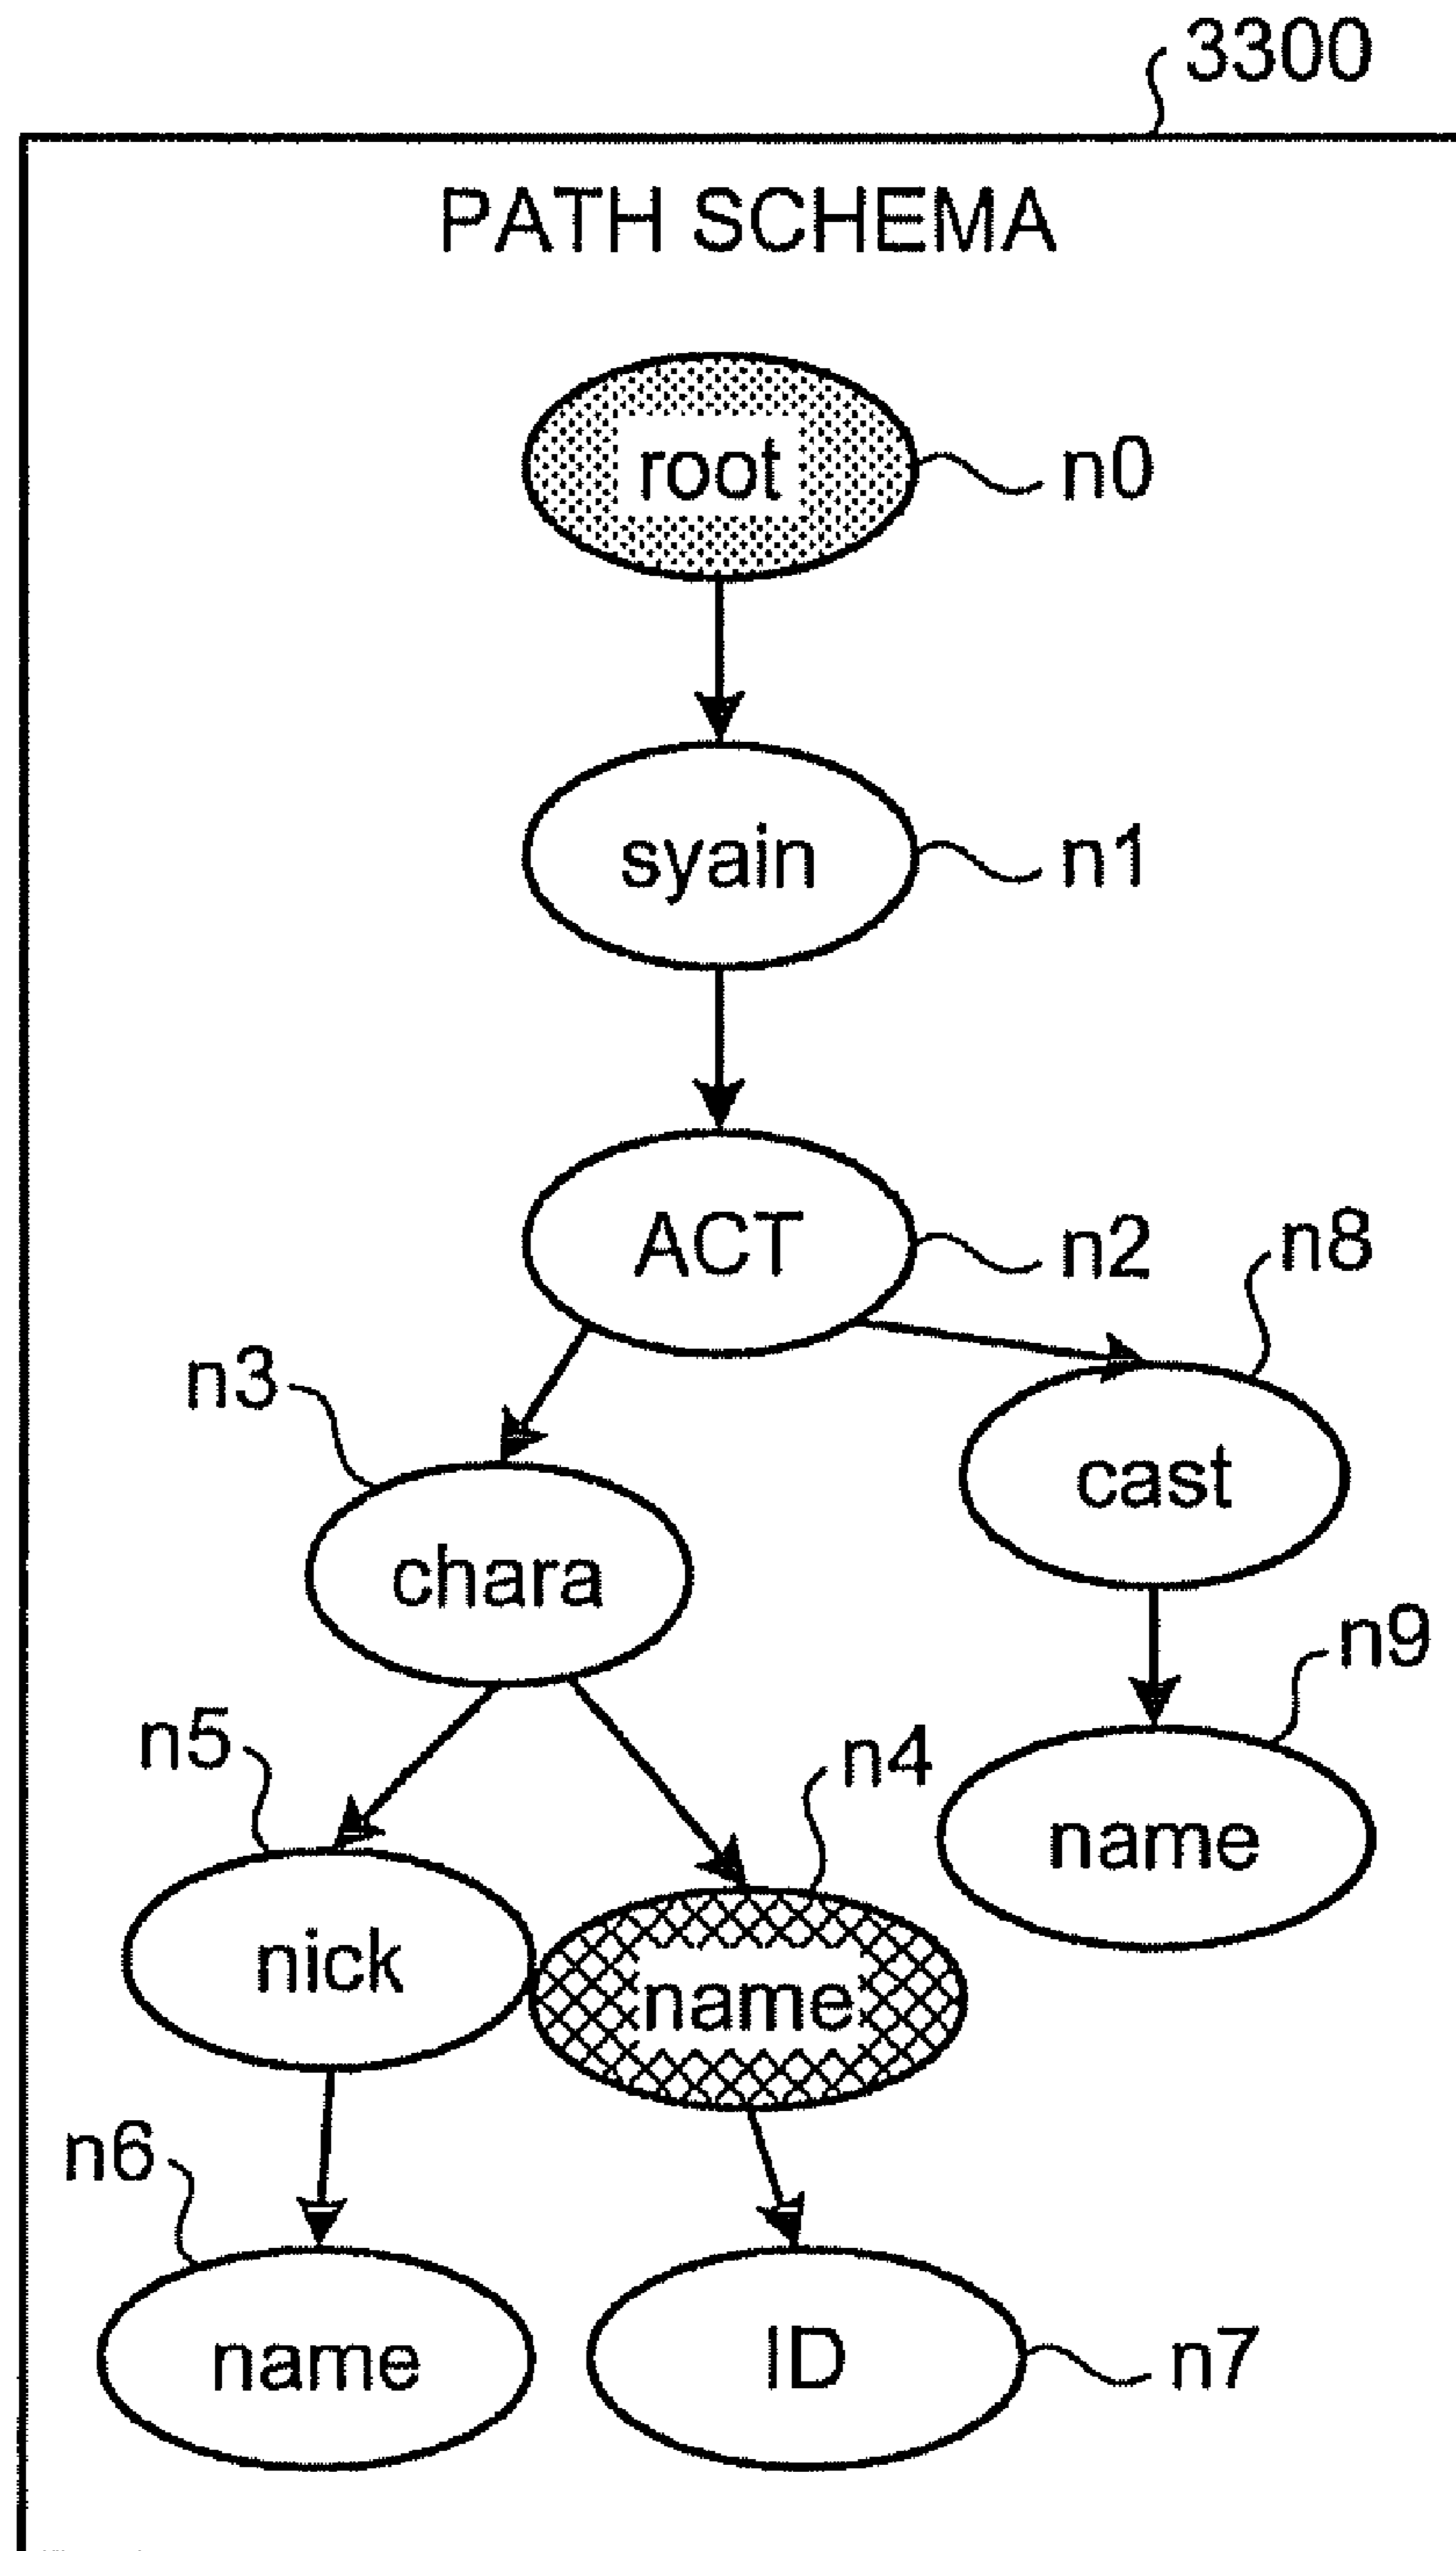 3300
PATH SCHEMA
root
n0
syain
n1
ACT
n2
n8
n3
cast
chara
n9
n5
n4
name
nick
name
n6
name
ID
n7